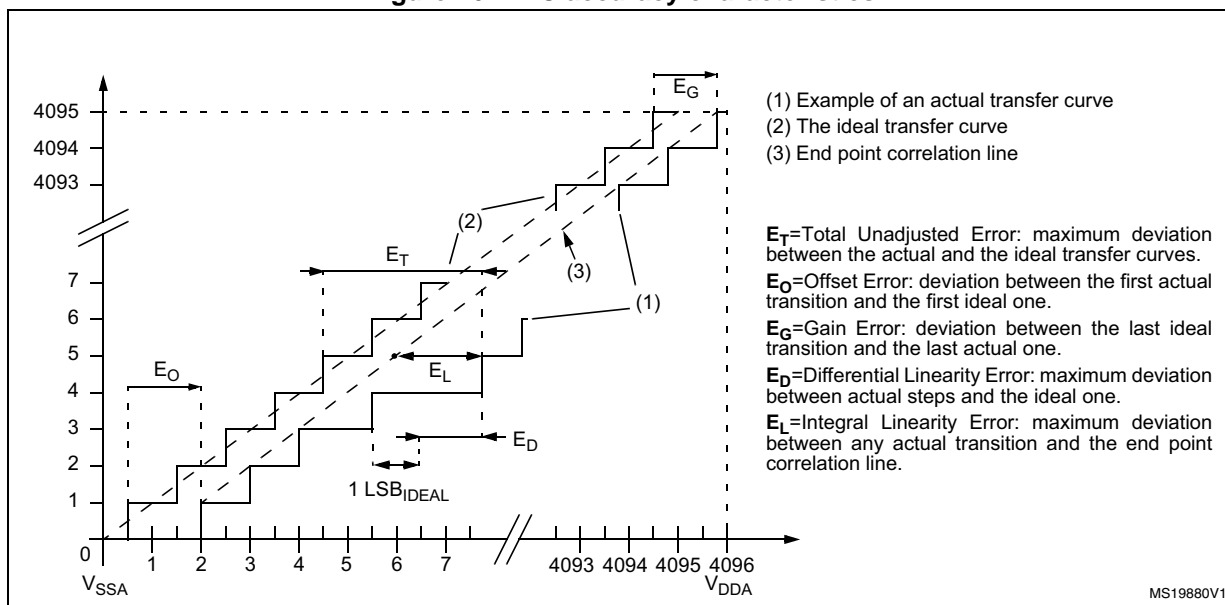 4095
4094
4093
7
6
5
4
3
2
1
0
E_G
(2)
E_T
(3)
(1)
E_L
E_O
E_D
1 LSB_IDEAL
1 2 3 4 5 6 7 4093 4094 4095 4096
V_SSA V_DDA
(1) Example of an actual transfer curve
(2) The ideal transfer curve
(3) End point correlation line
E_T=Total Unadjusted Error: maximum deviation
between the actual and the ideal transfer curves.
E_O=Offset Error: deviation between the first actual
transition and the first ideal one.
E_G=Gain Error: deviation between the last ideal
transition and the last actual one.
E_D=Differential Linearity Error: maximum deviation
between actual steps and the ideal one.
E_L=Integral Linearity Error: maximum deviation
between any actual transition and the end point
correlation line.
MS19880V1